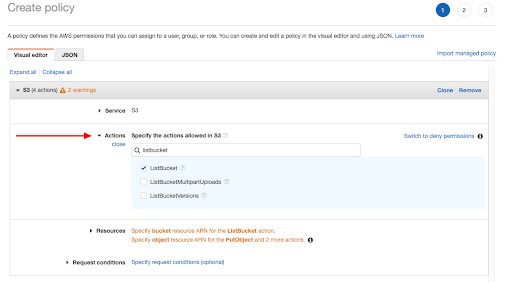 Create policy
1 2 3
A policy defines the AWS permissions that you can assign to a user, group, or role. You can create and edit a policy in the visual editor and using JSON. Learn more
Visual editor JSON Import managed policy
Expand all | Collapse all
S3 (4 actions) 2 warnings Clone Remove
Service S3
Actions Specify the actions allowed in S3 ? Switch to deny permissions
close
listbucket
ListBucket ?
ListBucketMultipartUploads ?
ListBucketVersions ?
Resources Specify bucket resource ARN for the ListBucket action.
Specify object resource ARN for the PutObject and 2 more actions.
Request conditions Specify request conditions (optional)